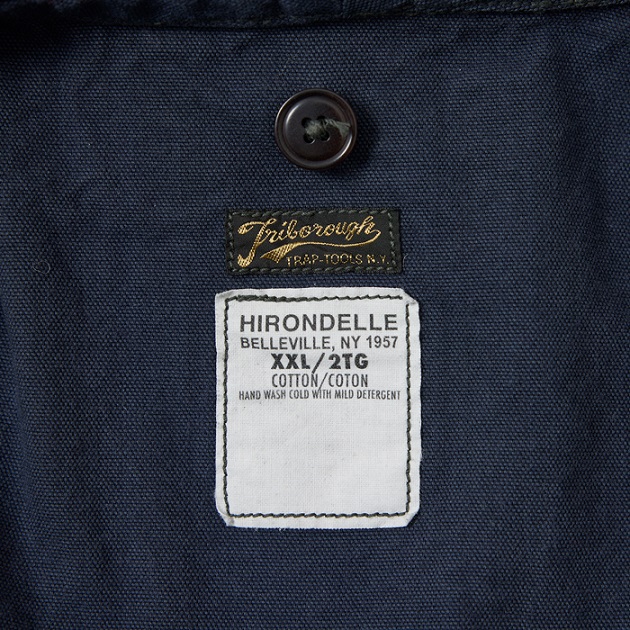 Triborough
TRAP-TOOLS N.Y.
HIRONDELLE
BELLEVILLE, NY 1957
XXL/2TG
COTTON/COTON
HAND WASH COLD WITH MILD DETERGENT